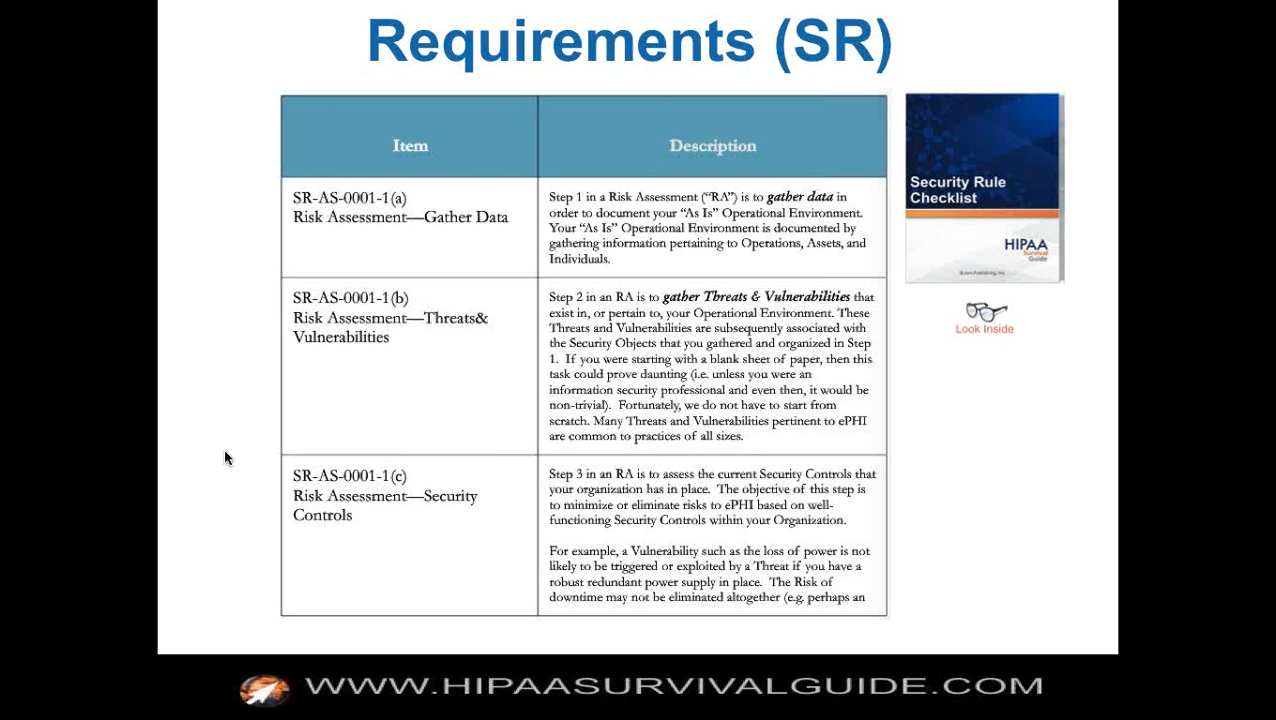 Requirements (SR)
Item
Description
SR-AS-0001-1(a)
Risk Assessment—Gather Data
Step 1 in a Risk Assessment (“RA”) is to gather data in
order to document your “As Is” Operational Environment.
Your “As Is” Operational Environment is documented by
gathering information pertaining to Operations, Assets, and
Individuals.
SR-AS-0001-1(b)
Risk Assessment—Threats&
Vulnerabilities
Step 2 in an RA is to gather Threats & Vulnerabilities that
exist in, or pertain to, your Operational Environment. These
Threats and Vulnerabilities are subsequently associated with
the Security Objects that you gathered and organized in Step
1.  If you were starting with a blank sheet of paper, then this
task could prove daunting (i.e. unless you were an
information security professional and even then, it would be
non-trivial).  Fortunately, we do not have to start from
scratch. Many Threats and Vulnerabilities pertinent to ePHI
are common to practices of all sizes.
SR-AS-0001-1(c)
Risk Assessment—Security
Controls
Step 3 in an RA is to assess the current Security Controls that
your organization has in place.  The objective of this step is
to minimize or eliminate risks to ePHI based on well-
functioning Security Controls within your Organization.
For example, a Vulnerability such as the loss of power is not
likely to be triggered or exploited by a Threat if you have a
robust redundant power supply in place.  The Risk of
downtime may not be eliminated altogether (e.g. perhaps an
Security Rule
Checklist
HIPAA
Survival
Guide
Publishing, Inc
Look Inside
WWW.HIPAASURVIVALGUIDE.COM